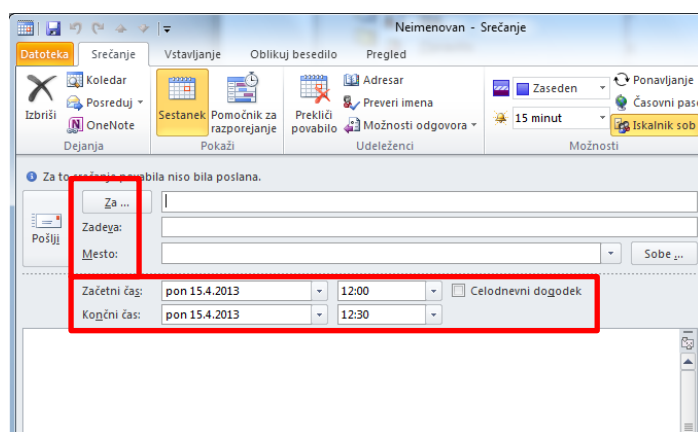 Neimenovan - Srečanje
Datoteka Srečanje Vstavljanje Oblikuj besedilo Pregled
Izbriši
Koledar
Posreduj
OneNote
Dejanja
Sestanek
Pomočnik za razporejanje
Pokaži
Prekliči povabilo
Adresar
Preveri imena
Možnosti odgovora
Udeleženci
Zaseden
15 minut
Ponavljanje
Časovni paso
Iskalnik sob
Možnosti
Za to srečanje povabila niso bila poslana.
Pošlji
Za ...
Zadeva:
Mesto:
Sobe ...
Začetni čas: pon 15.4.2013 12:00 Celodnevni dogodek
Končni čas: pon 15.4.2013 12:30